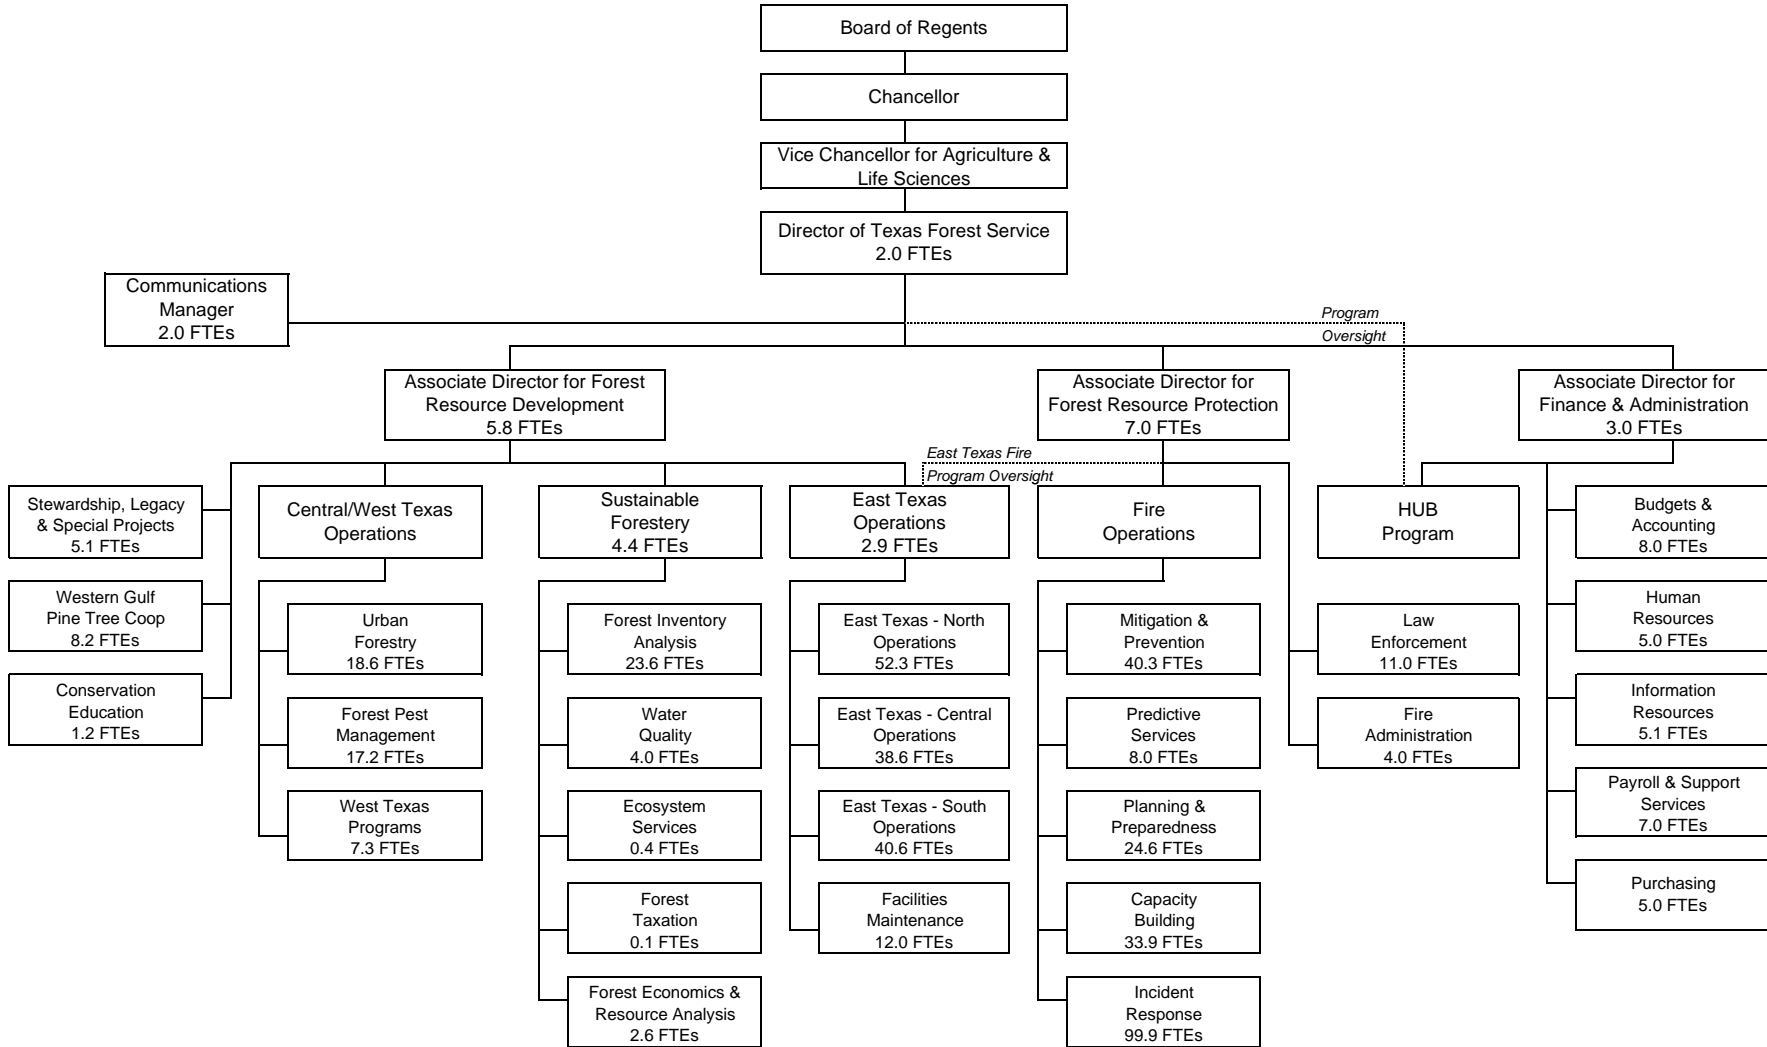 Board of Regents
Chancellor
Vice Chancellor for Agriculture &
Life Sciences
Director of Texas Forest Service
2.0 FTEs
Communications
Manager
2.0 FTEs
Program
Oversight
Associate Director for Forest
Resource Development
5.8 FTEs
Associate Director for
Forest Resource Protection
7.0 FTEs
Associate Director for
Finance & Administration
3.0 FTEs
East Texas Fire
Program Oversight
Stewardship, Legacy
& Special Projects
5.1 FTEs
Western Gulf
Pine Tree Coop
8.2 FTEs
Conservation
Education
1.2 FTEs
Central/West Texas
Operations
Urban
Forestry
18.6 FTEs
Forest Pest
Management
17.2 FTEs
West Texas
Programs
7.3 FTEs
Sustainable
Forestery
4.4 FTEs
Forest Inventory
Analysis
23.6 FTEs
Water
Quality
4.0 FTEs
Ecosystem
Services
0.4 FTEs
Forest
Taxation
0.1 FTEs
Forest Economics &
Resource Analysis
2.6 FTEs
East Texas
Operations
2.9 FTEs
East Texas - North
Operations
52.3 FTEs
East Texas - Central
Operations
38.6 FTEs
East Texas - South
Operations
40.6 FTEs
Facilities
Maintenance
12.0 FTEs
Fire
Operations
Mitigation &
Prevention
40.3 FTEs
Predictive
Services
8.0 FTEs
Planning &
Preparedness
24.6 FTEs
Capacity
Building
33.9 FTEs
Incident
Response
99.9 FTEs
Law
Enforcement
11.0 FTEs
Fire
Administration
4.0 FTEs
HUB
Program
Budgets &
Accounting
8.0 FTEs
Human
Resources
5.0 FTEs
Information
Resources
5.1 FTEs
Payroll & Support
Services
7.0 FTEs
Purchasing
5.0 FTEs